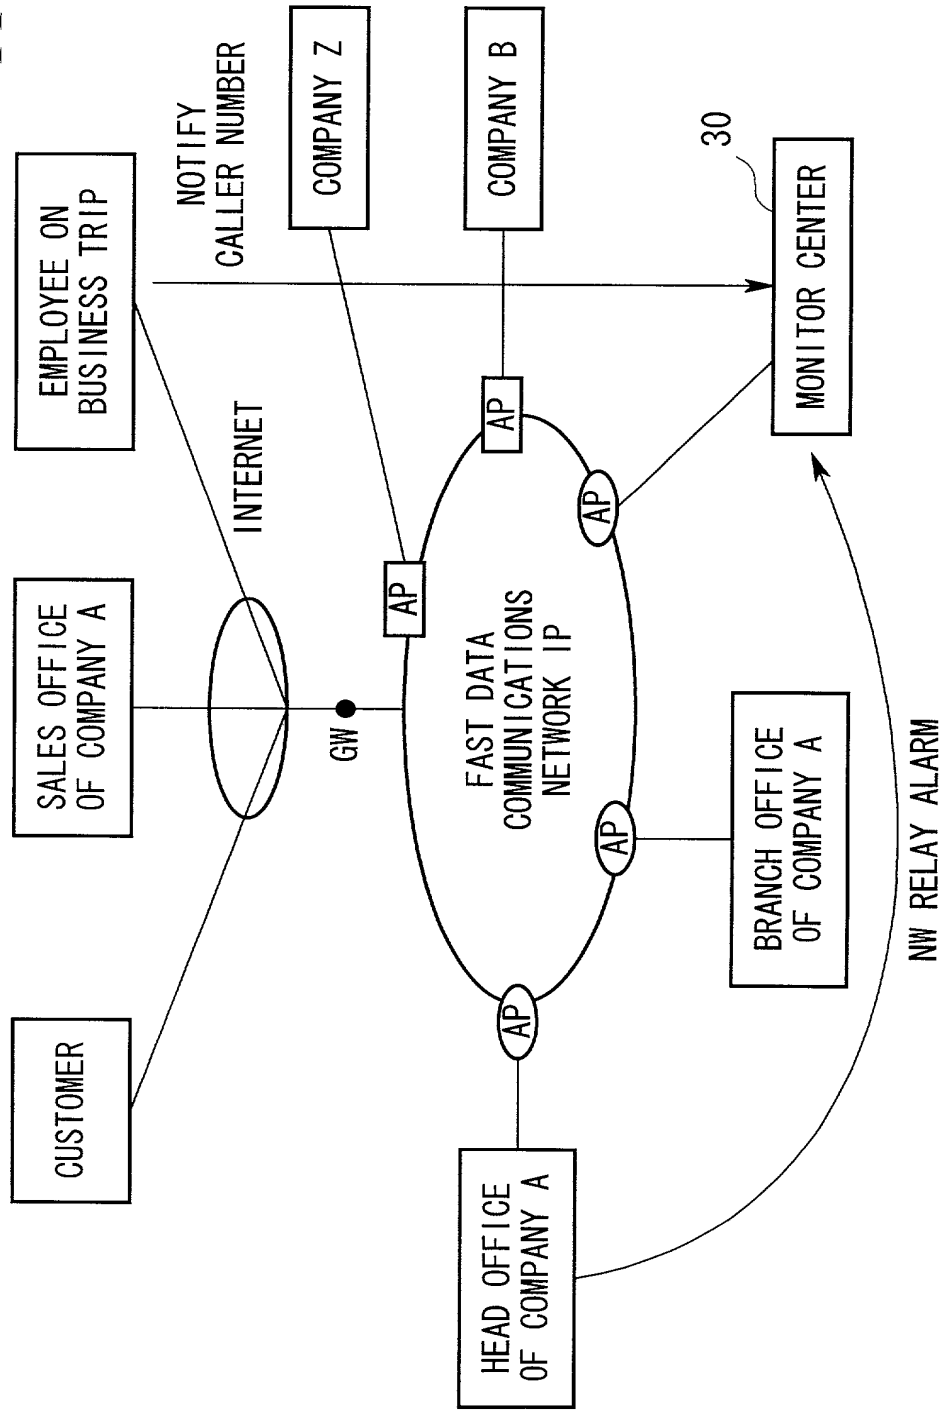 CUSTOMER
SALES OFFICE
OF COMPANY A
EMPLOYEE ON
BUSINESS TRIP
INTERNET
NOTIFY
CALLER NUMBER
GW
COMPANY Z
AP
AP
COMPANY B
AP
HEAD OFFICE
OF COMPANY A
FAST DATA
COMMUNICATIONS
NETWORK IP
AP
AP
30
MONITOR CENTER
BRANCH OFFICE
OF COMPANY A
NW RELAY ALARM